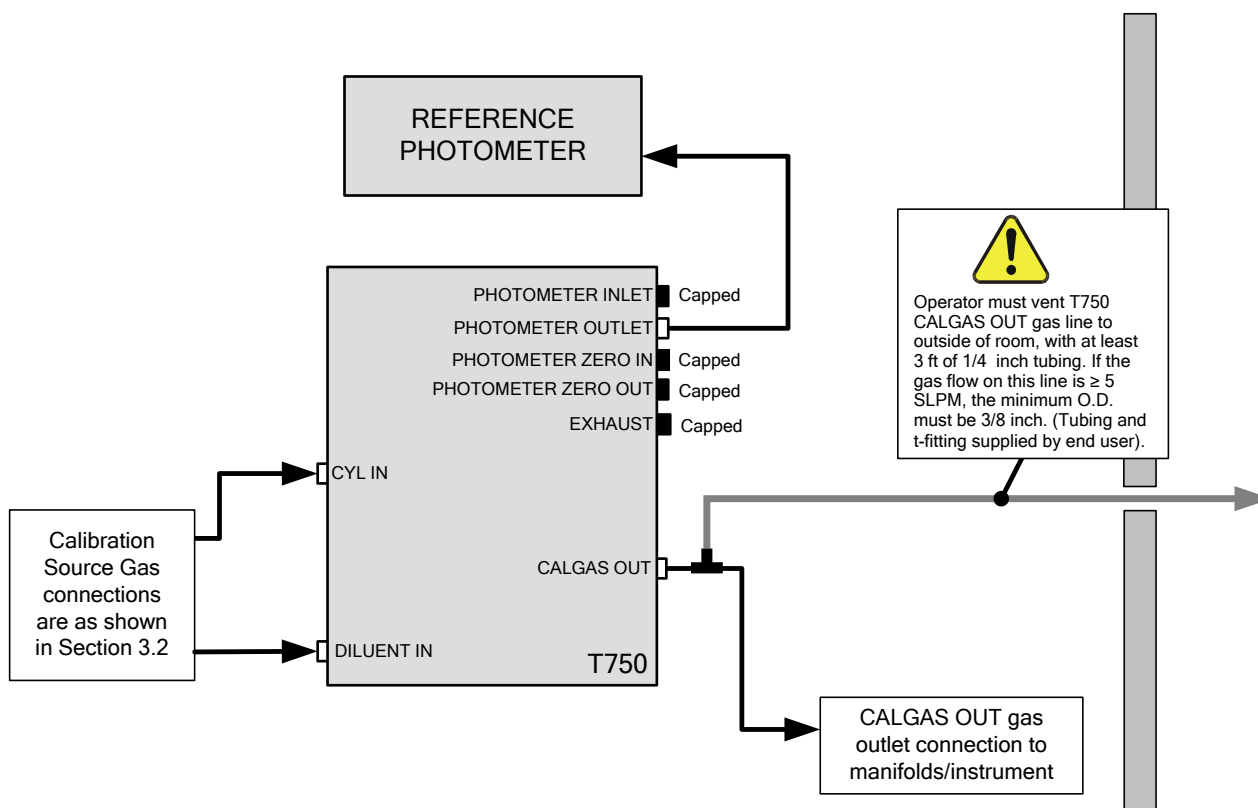 REFERENCE
PHOTOMETER
Operator must vent T750
CALGAS OUT gas line to
outside of room, with at least
3 ft of 1/4 inch tubing. If the
gas flow on this line is ≥ 5
SLPM, the minimum O.D.
must be 3/8 inch. (Tubing and
t-fitting supplied by end user).
PHOTOMETER INLET Capped
PHOTOMETER OUTLET
PHOTOMETER ZERO IN Capped
PHOTOMETER ZERO OUT Capped
EXHAUST Capped
CYL IN
Calibration
Source Gas
connections
are as shown
in Section 3.2
CALGAS OUT
DILUENT IN
T750
CALGAS OUT gas
outlet connection to
manifolds/instrument